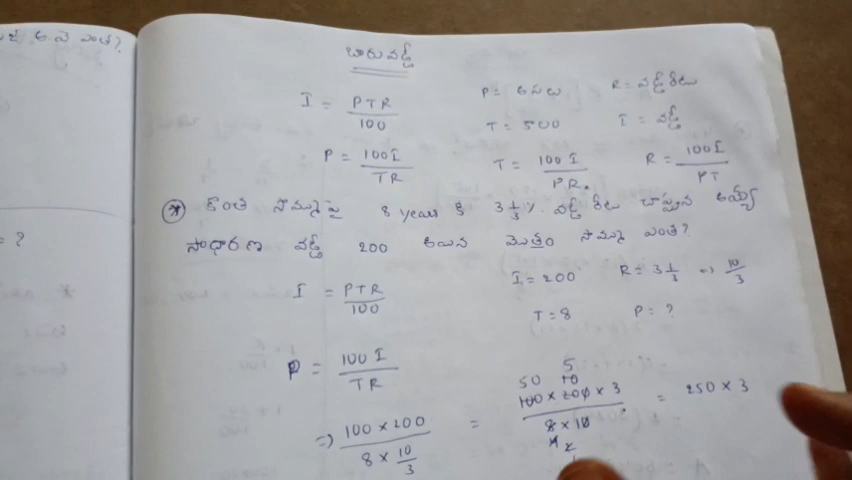 అసలు ఎంత?
= ?
బారువడ్డీ
I = PTR/100 P = అసలు R = వడ్డీరేటు
T = కాలం I = వడ్డీ
P = 100I/TR T = 100I/PR. R = 100I/PT
* కొంత సొమ్ము పై 8 years కి 3 1/3 % వడ్డీ రేటు చొప్పున అయ్యే
సాధారణ వడ్డీ 200 అయిన మొత్తం సొమ్ము ఎంత?
I = PTR/100 I = 200 R = 3 1/3 => 10/3
T = 8 P = ?
P = 100I/TR
=> 100 × 200 / 8 × 10/3 = 100 × 200 × 3 / 8 × 10 = 250 × 3